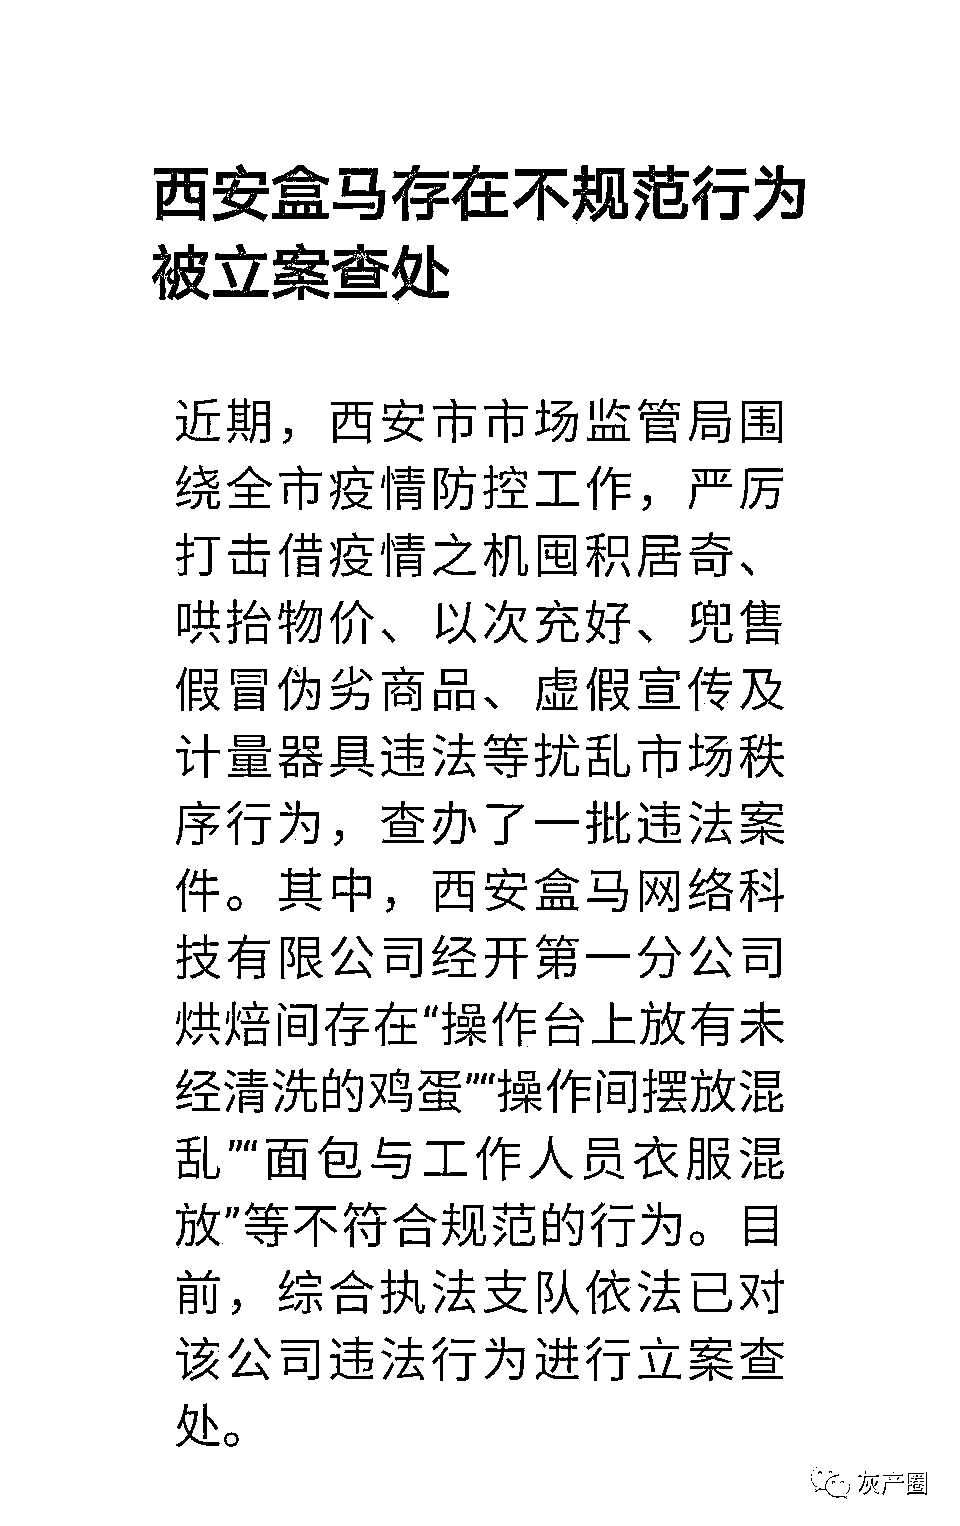 西安盒马存在不规范行为
被立案查处
近期，西安市市场监管局围
绕全市疫情防控工作，严厉
打击借疫情之机囤积居奇、
哄抬物价、以次充好、兜售
假冒伪劣商品、虚假宣传及
计量器具违法等扰乱市场秩
序行为，查办了一批违法案
件。其中，西安盒马网络科
技有限公司经开第一分公司
烘焙间存在“操作台上放有未
经清洗的鸡蛋”“操作间摆放混
乱”“面包与工作人员衣服混
放”等不符合规范的行为。目
前，综合执法支队依法已对
该公司违法行为进行立案查
处。
灰产圈